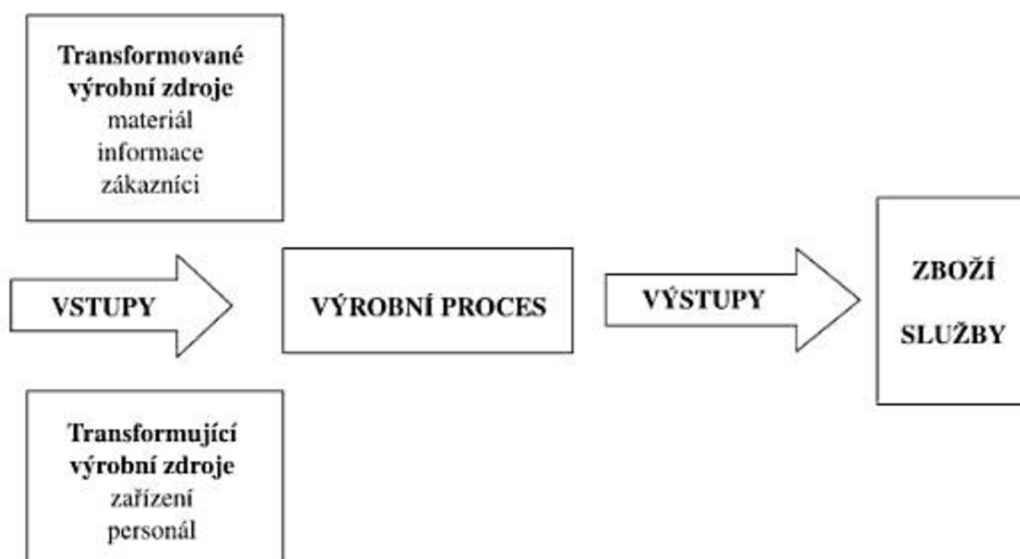 Transformované
výrobní zdroje
materiál
informace
zákazníci
VSTUPY
VÝROBNÍ PROCES
VÝSTUPY
ZBOŽÍ
SLUŽBY
Transformující
výrobní zdroje
zařízení
personál